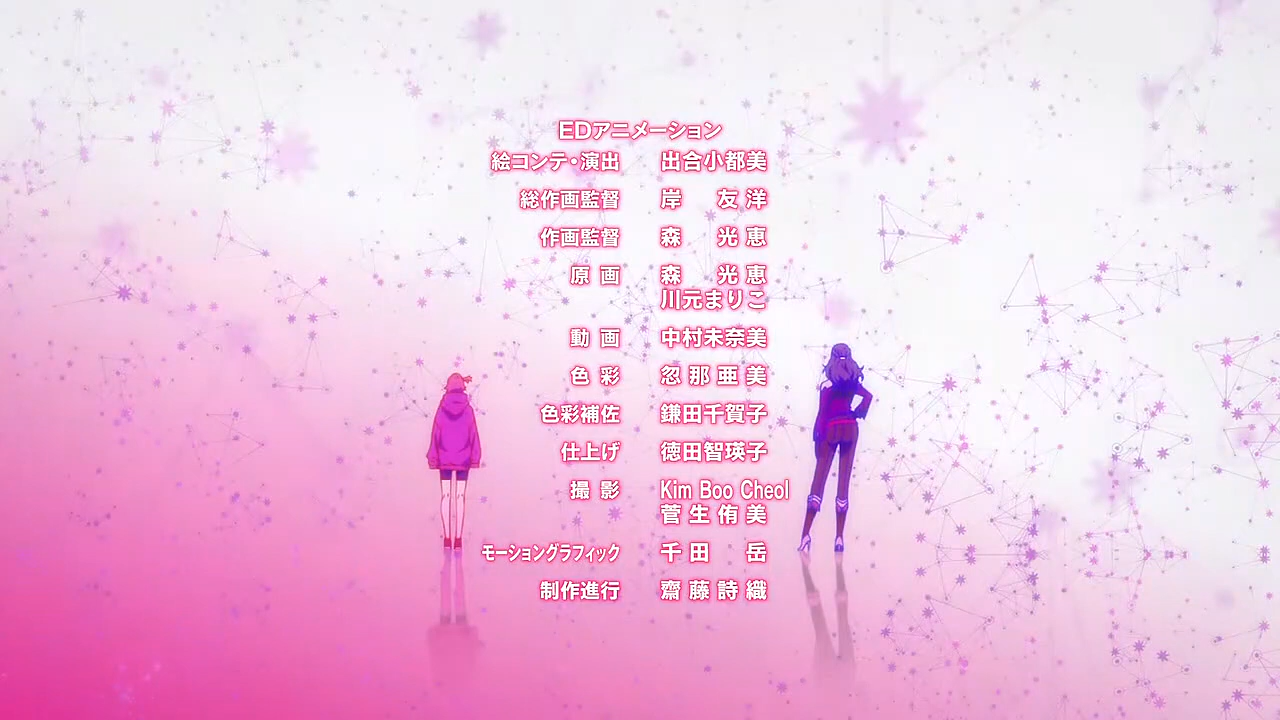 EDアニメーション
絵コンテ・演出 出合小都美
総作画監督 岸 友洋
作画監督 森 光恵
原画 森 光恵
川元まりこ
動画 中村未奈美
色彩 忍那亜美
色彩補佐 鎌田千賀子
仕上げ 徳田智瑛子
撮影 Kim Boo Cheol
菅生侑美
モーショングラフィック 千田 岳
制作進行 齋藤詩織